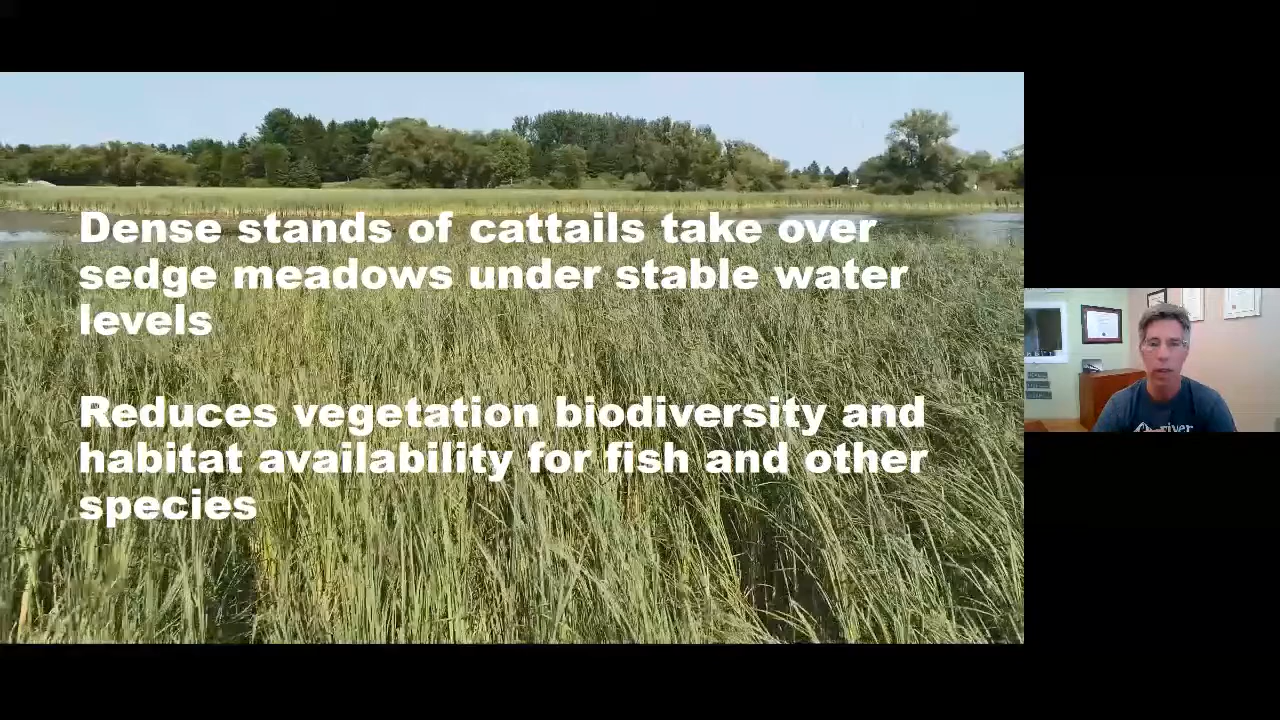 Dense stands of cattails take over
sedge meadows under stable water
levels
Reduces vegetation biodiversity and
habitat availability for fish and other
species
river